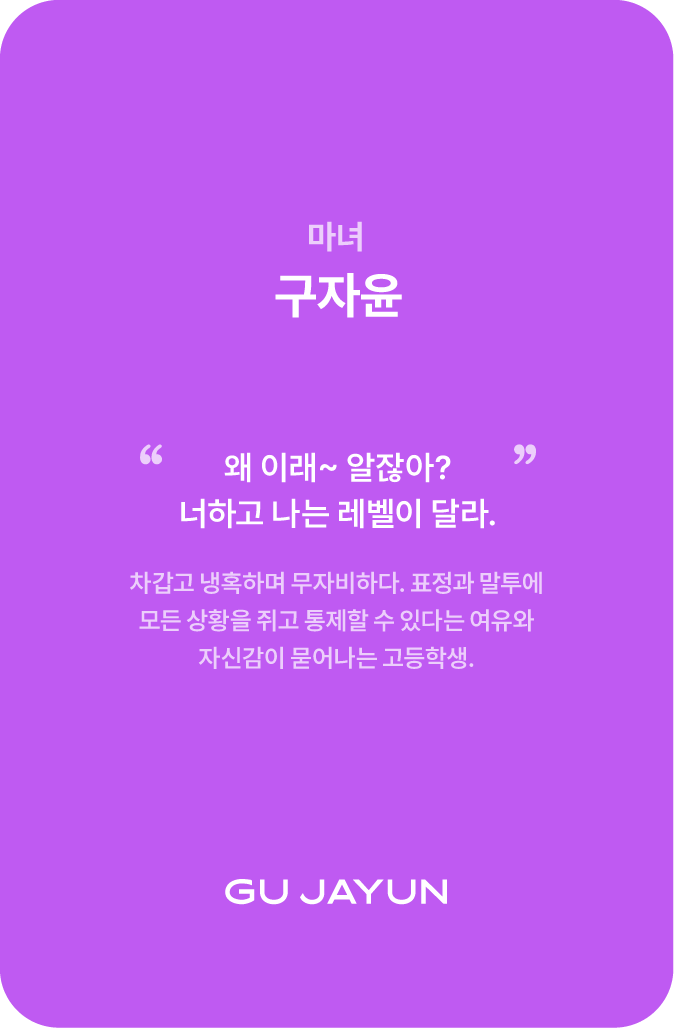 마녀
구자윤
“ 왜 이래~ 알잖아? ”
너하고 나는 레벨이 달라.
차갑고 냉혹하며 무자비하다. 표정과 말투에
모든 상황을 쥐고 통제할 수 있다는 여유와
자신감이 묻어나는 고등학생.
GU JAYUN